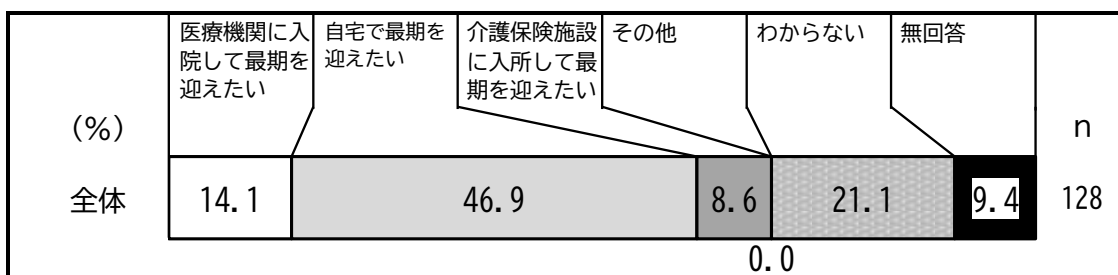 医療機関に入
院して最期を
迎えたい
自宅で最期を
迎えたい
介護保険施設
に入所して最
期を迎えたい
その他
わからない
無回答
(%)
n
全体
14.1
46.9
8.6
21.1
9.4
128
0.0